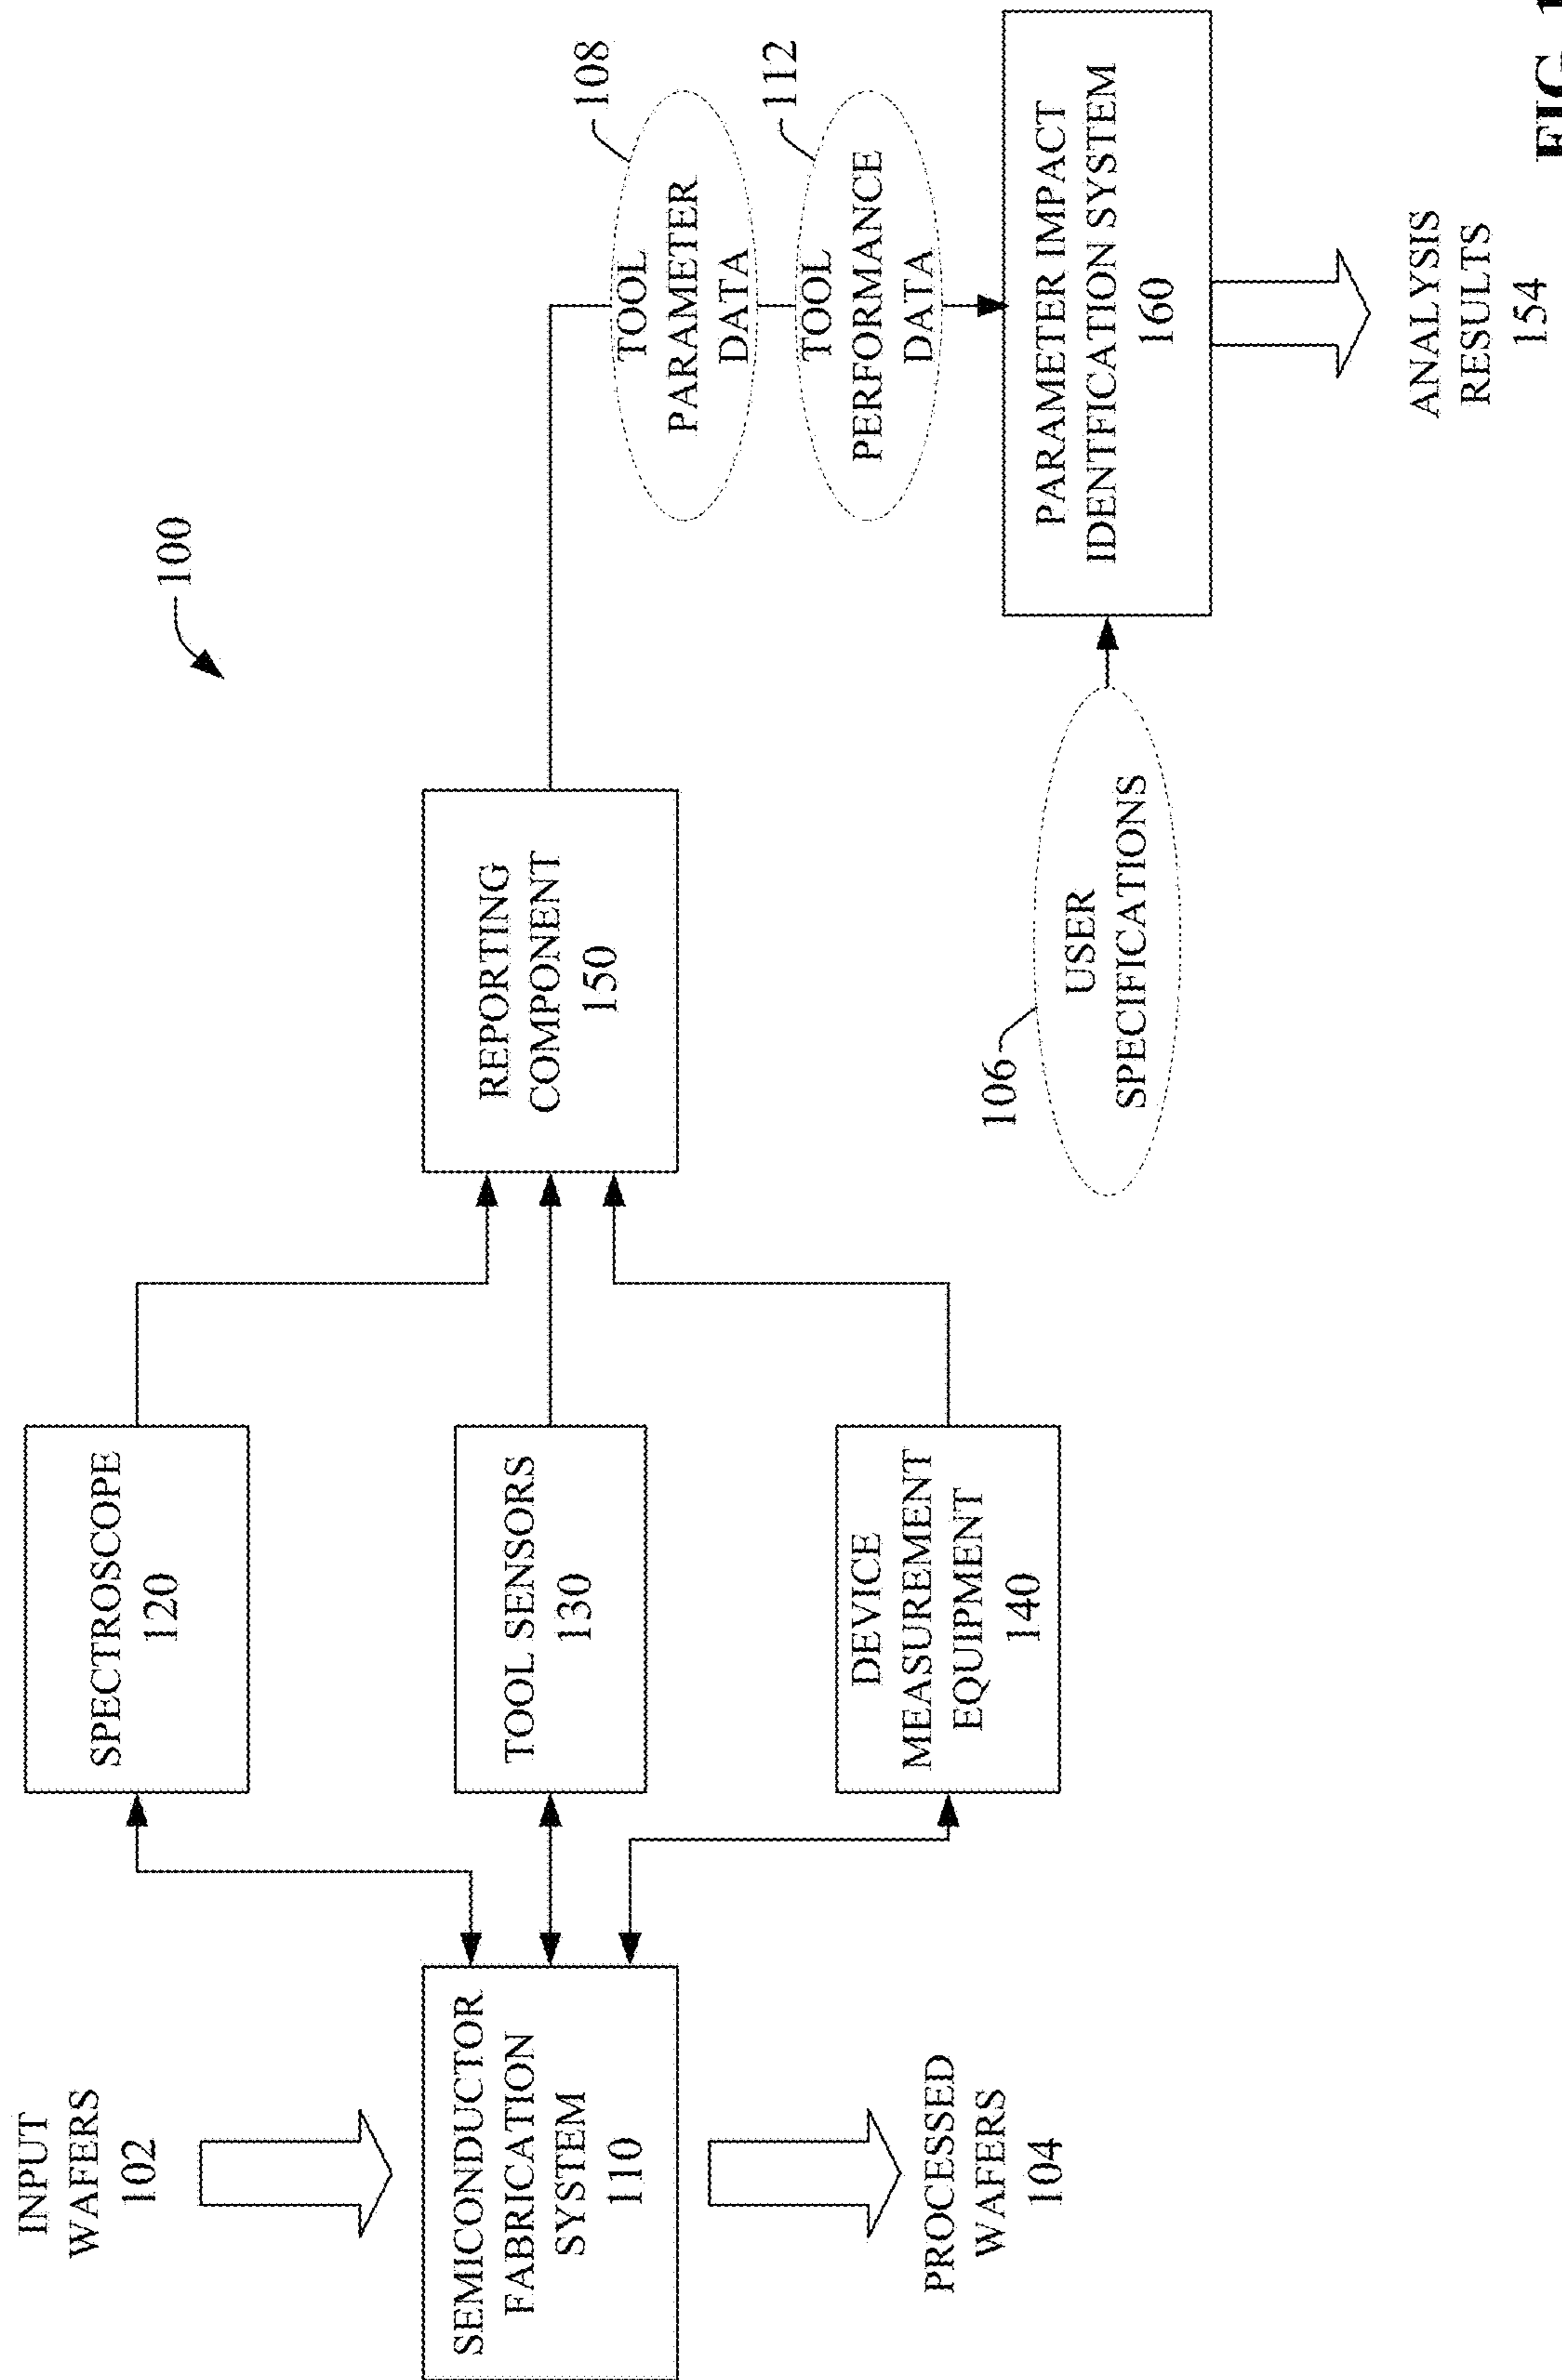 100
INPUT
WAFERS
102
SEMICONDUCTOR
FABRICATION
SYSTEM
110
PROCESSED
WAFERS
104
SPECTROSCOPE
120
TOOL SENSORS
130
DEVICE
MEASUREMENT
EQUIPMENT
140
REPORTING
COMPONENT
150
108
TOOL
PARAMETER
DATA
112
TOOL
PERFORMANCE
DATA
106
USER
SPECIFICATIONS
PARAMETER IMPACT
IDENTFICATION SYSTEM
160
ANALYSIS
RESULTS
154
FIG. 1